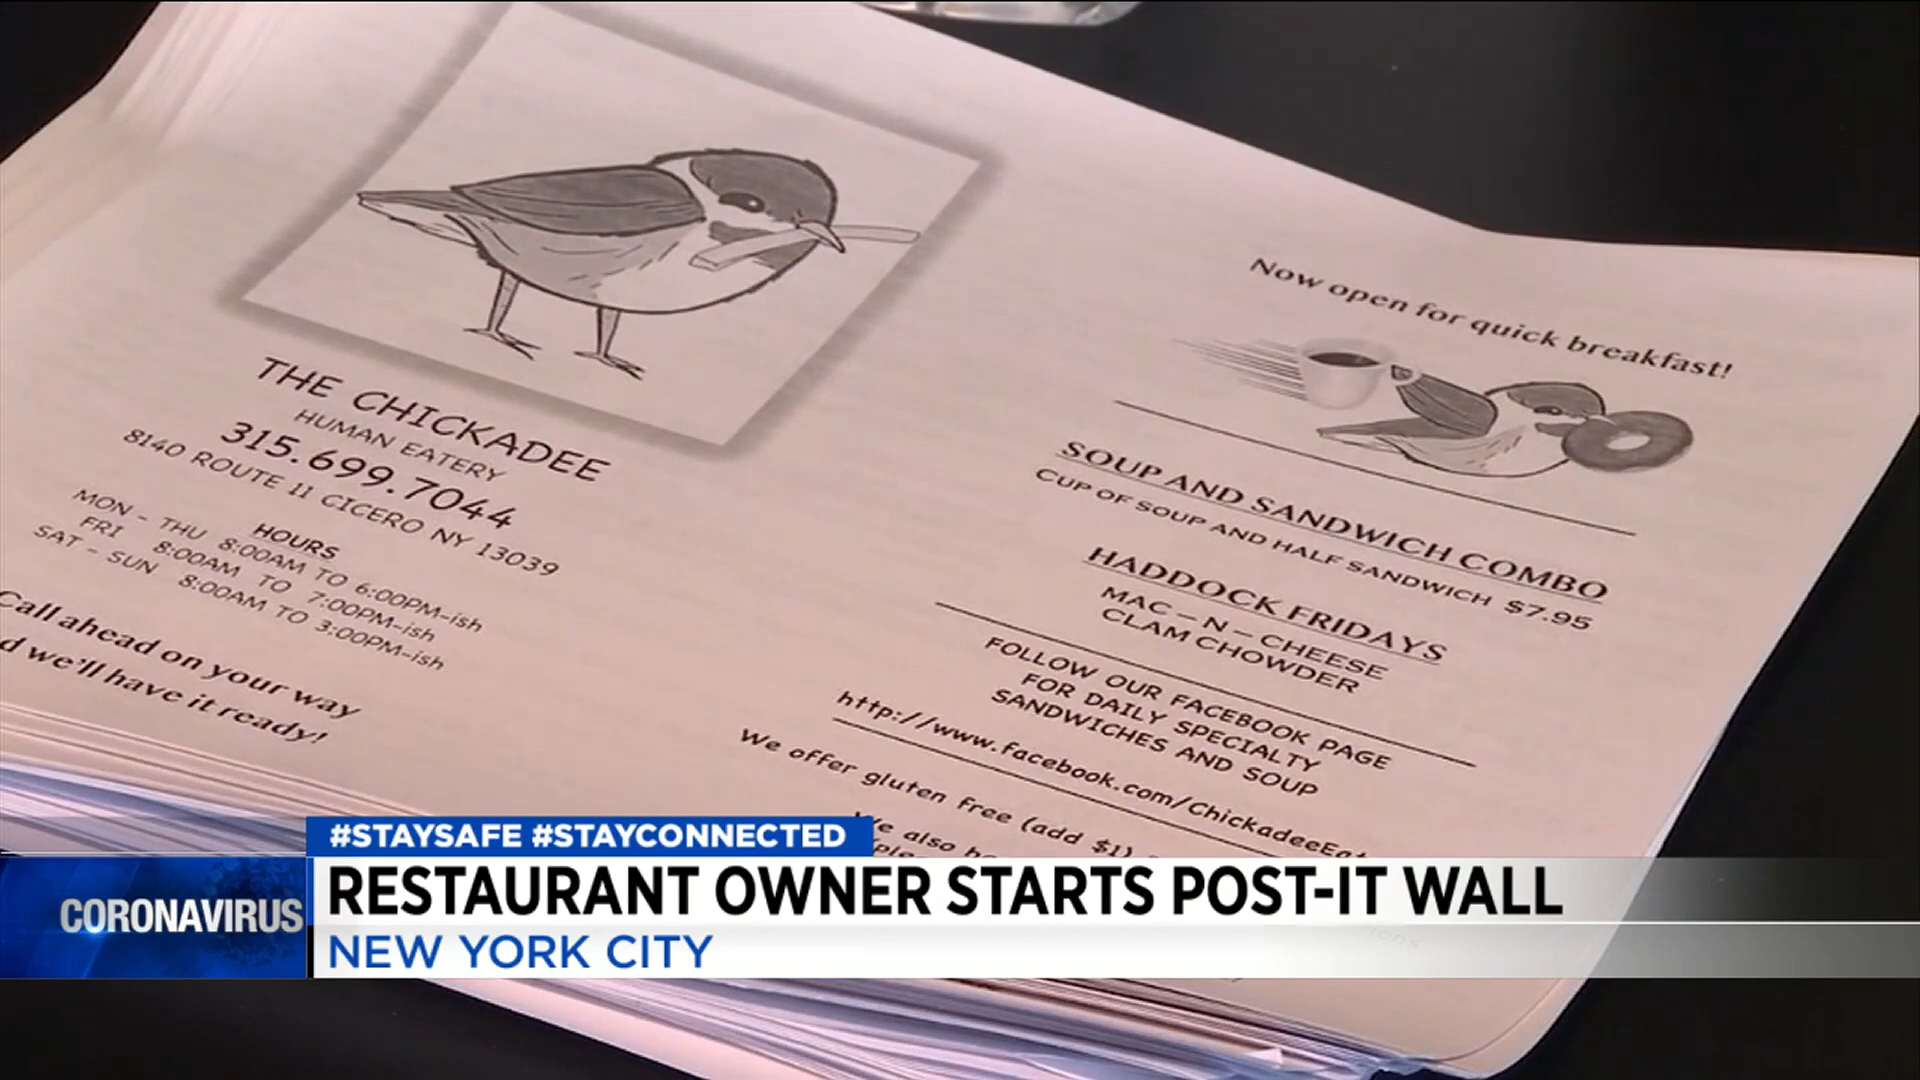 THE CHICKADEE
HUMAN EATERY
315.699.7044
8140 ROUTE 11 CICERO NY 13039
HOURS
MON - THU 8:00AM TO 6:00PM-ish
FRI 8:00AM TO 7:00PM-ish
SAT - SUN 8:00AM TO 3:00PM-ish
Call ahead on your way
we'll have it ready!
Now open for quick breakfast!
SOUP AND SANDWICH COMBO
CUP OF SOUP AND HALF SANDWICH $7.95
HADDOCK FRIDAYS
MAC-N-CHEESE
CLAM CHOWDER
FOLLOW OUR FACEBOOK PAGE
FOR DAILY SPECIALTY
SANDWICHES AND SOUP
http://www.facebook.com/ChickadeeEat
We offer gluten free (add $1)
We also
#STAYSAFE #STAYCONNECTED
CORONAVIRUS
RESTAURANT OWNER STARTS POST-IT WALL
NEW YORK CITY